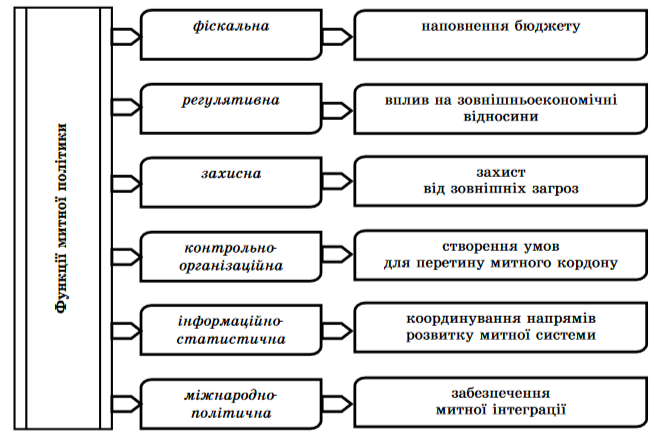 Функції митної політики
фіскальна
наповнення бюджету
регулятивна
вплив на зовнішньоекономічні
відносини
захисна
захист
від зовнішніх загроз
контрольно-
організаційна
створення умов
для перетину митного кордону
інформаційно-
статистична
координування напрямів
розвитку митної системи
міжнародно-
політична
забезпечення
митної інтеграції